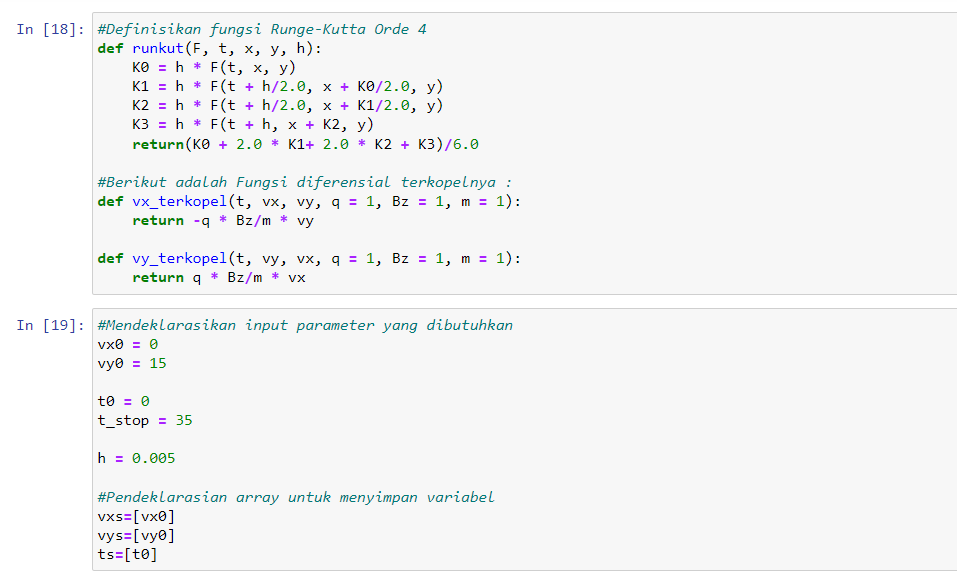 In [18]: #Definisikan fungsi Runge-Kutta Orde 4
def runkut(F, t, x, y, h):
    K0 = h * F(t, x, y)
    K1 = h * F(t + h/2.0, x + K0/2.0, y)
    K2 = h * F(t + h/2.0, x + K1/2.0, y)
    K3 = h * F(t + h, x + K2, y)
    return(K0 + 2.0 * K1+ 2.0 * K2 + K3)/6.0

#Berikut adalah Fungsi diferensial terkopelnya :
def vx_terkopel(t, vx, vy, q = 1, Bz = 1, m = 1):
    return -q * Bz/m * vy

def vy_terkopel(t, vy, vx, q = 1, Bz = 1, m = 1):
    return q * Bz/m * vx

In [19]: #Mendeklarasikan input parameter yang dibutuhkan
vx0 = 0
vy0 = 15

t0 = 0
t_stop = 35

h = 0.005

#Pendeklarasian array untuk menyimpan variabel
vxs=[vx0]
vys=[vy0]
ts=[t0]